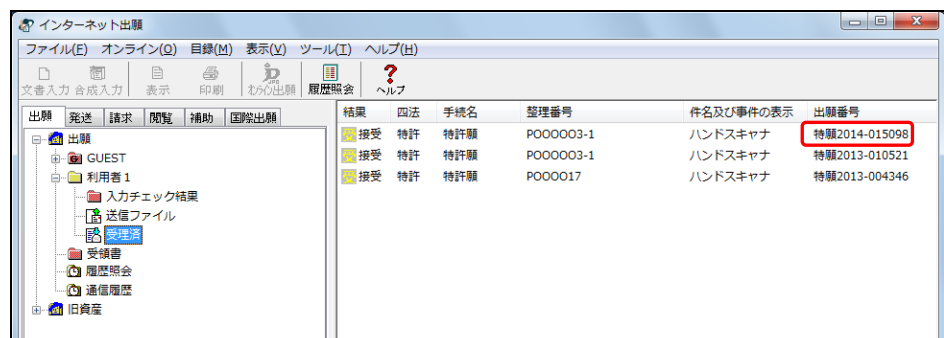 インターネット出願
ファイル(F) オンライン(O) 目録(M) 表示(V) ツール(T) ヘルプ(H)
文書入力 合成入力 表示 印刷 わらじ出願 履歴照会 ヘルプ
出願 発送 請求 閲覧 補助 国際出願
結果 四法 手続名 整理番号 件名及び事件の表示 出願番号
接受 特許 特許願 P000003-1 ハンドスキャナ 特願2014-015098
接受 特許 特許願 P000003-1 ハンドスキャナ 特願2013-010521
接受 特許 特許願 P000017 ハンドスキャナ 特願2013-004346
出願
GUEST
利用者1
入力チェック結果
送信ファイル
受理済
受領書
履歴照会
通信履歴
旧資産